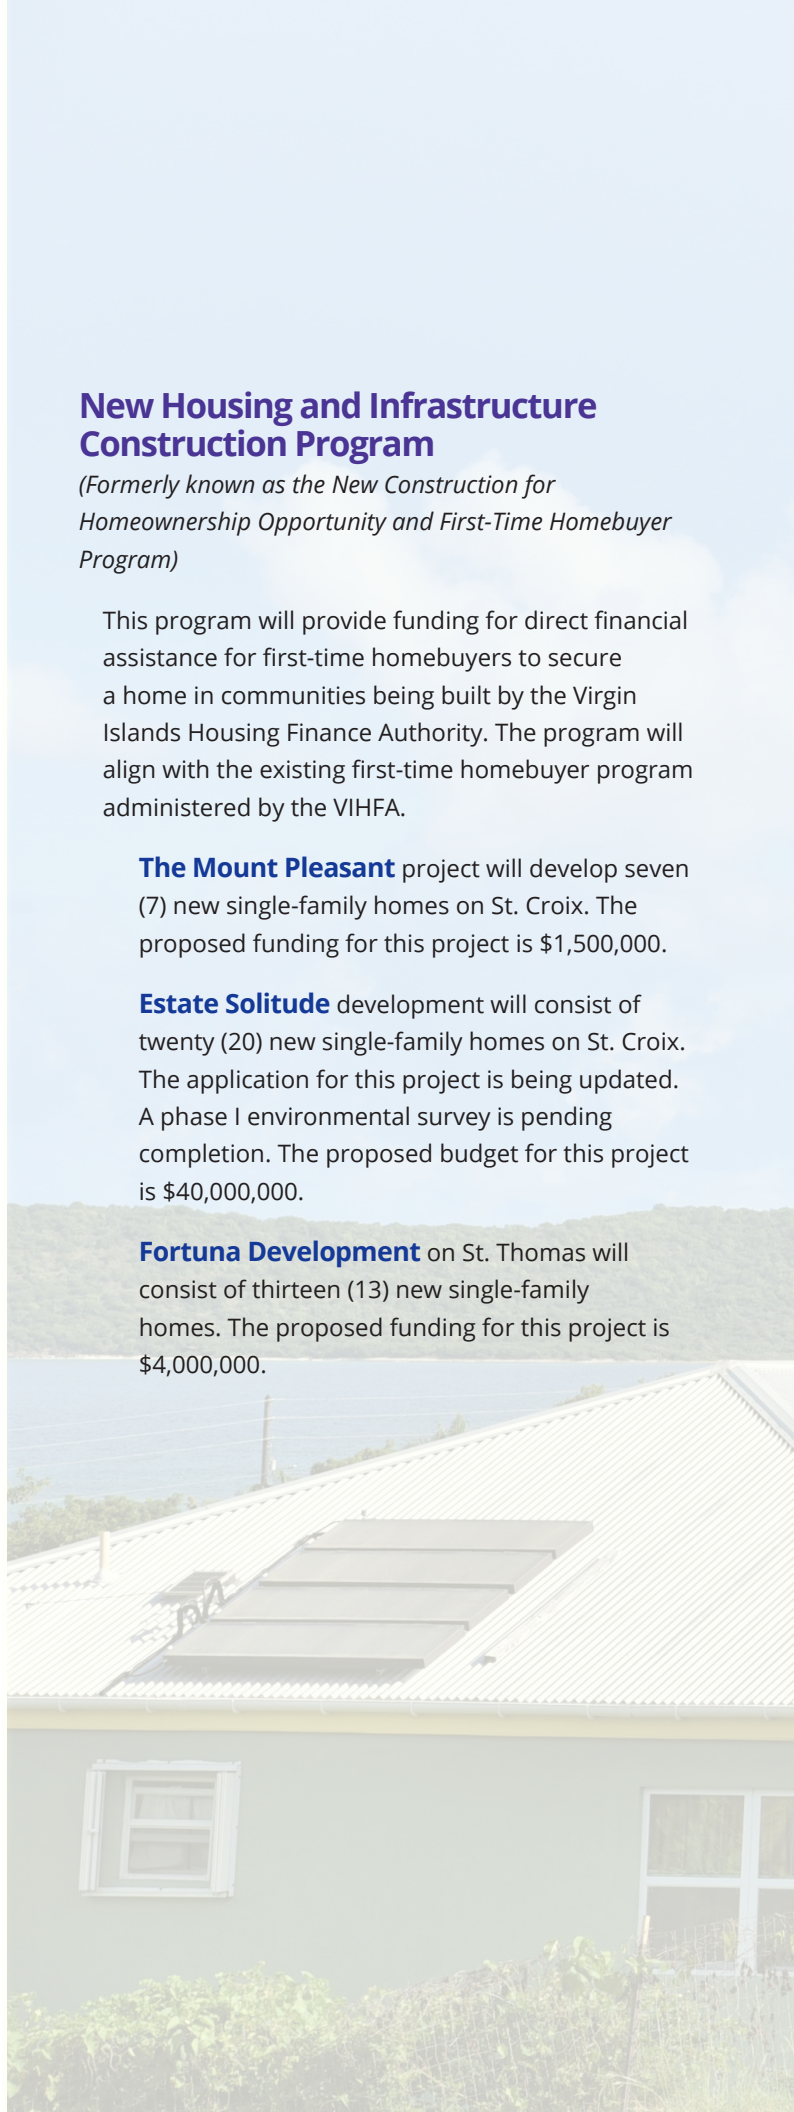 New Housing and Infrastructure
Construction Program
(Formerly known as the New Construction for
Homeownership Opportunity and First-Time Homebuyer
Program)
This program will provide funding for direct financial
assistance for first-time homebuyers to secure
a home in communities being built by the Virgin
Islands Housing Finance Authority. The program will
align with the existing first-time homebuyer program
administered by the VIHFA.
The Mount Pleasant project will develop seven
(7) new single-family homes on St. Croix. The
proposed funding for this project is $1,500,000.
Estate Solitude development will consist of
twenty (20) new single-family homes on St. Croix.
The application for this project is being updated.
A phase I environmental survey is pending
completion. The proposed budget for this project
is $40,000,000.
Fortuna Development on St. Thomas will
consist of thirteen (13) new single-family
homes. The proposed funding for this project is
$4,000,000.